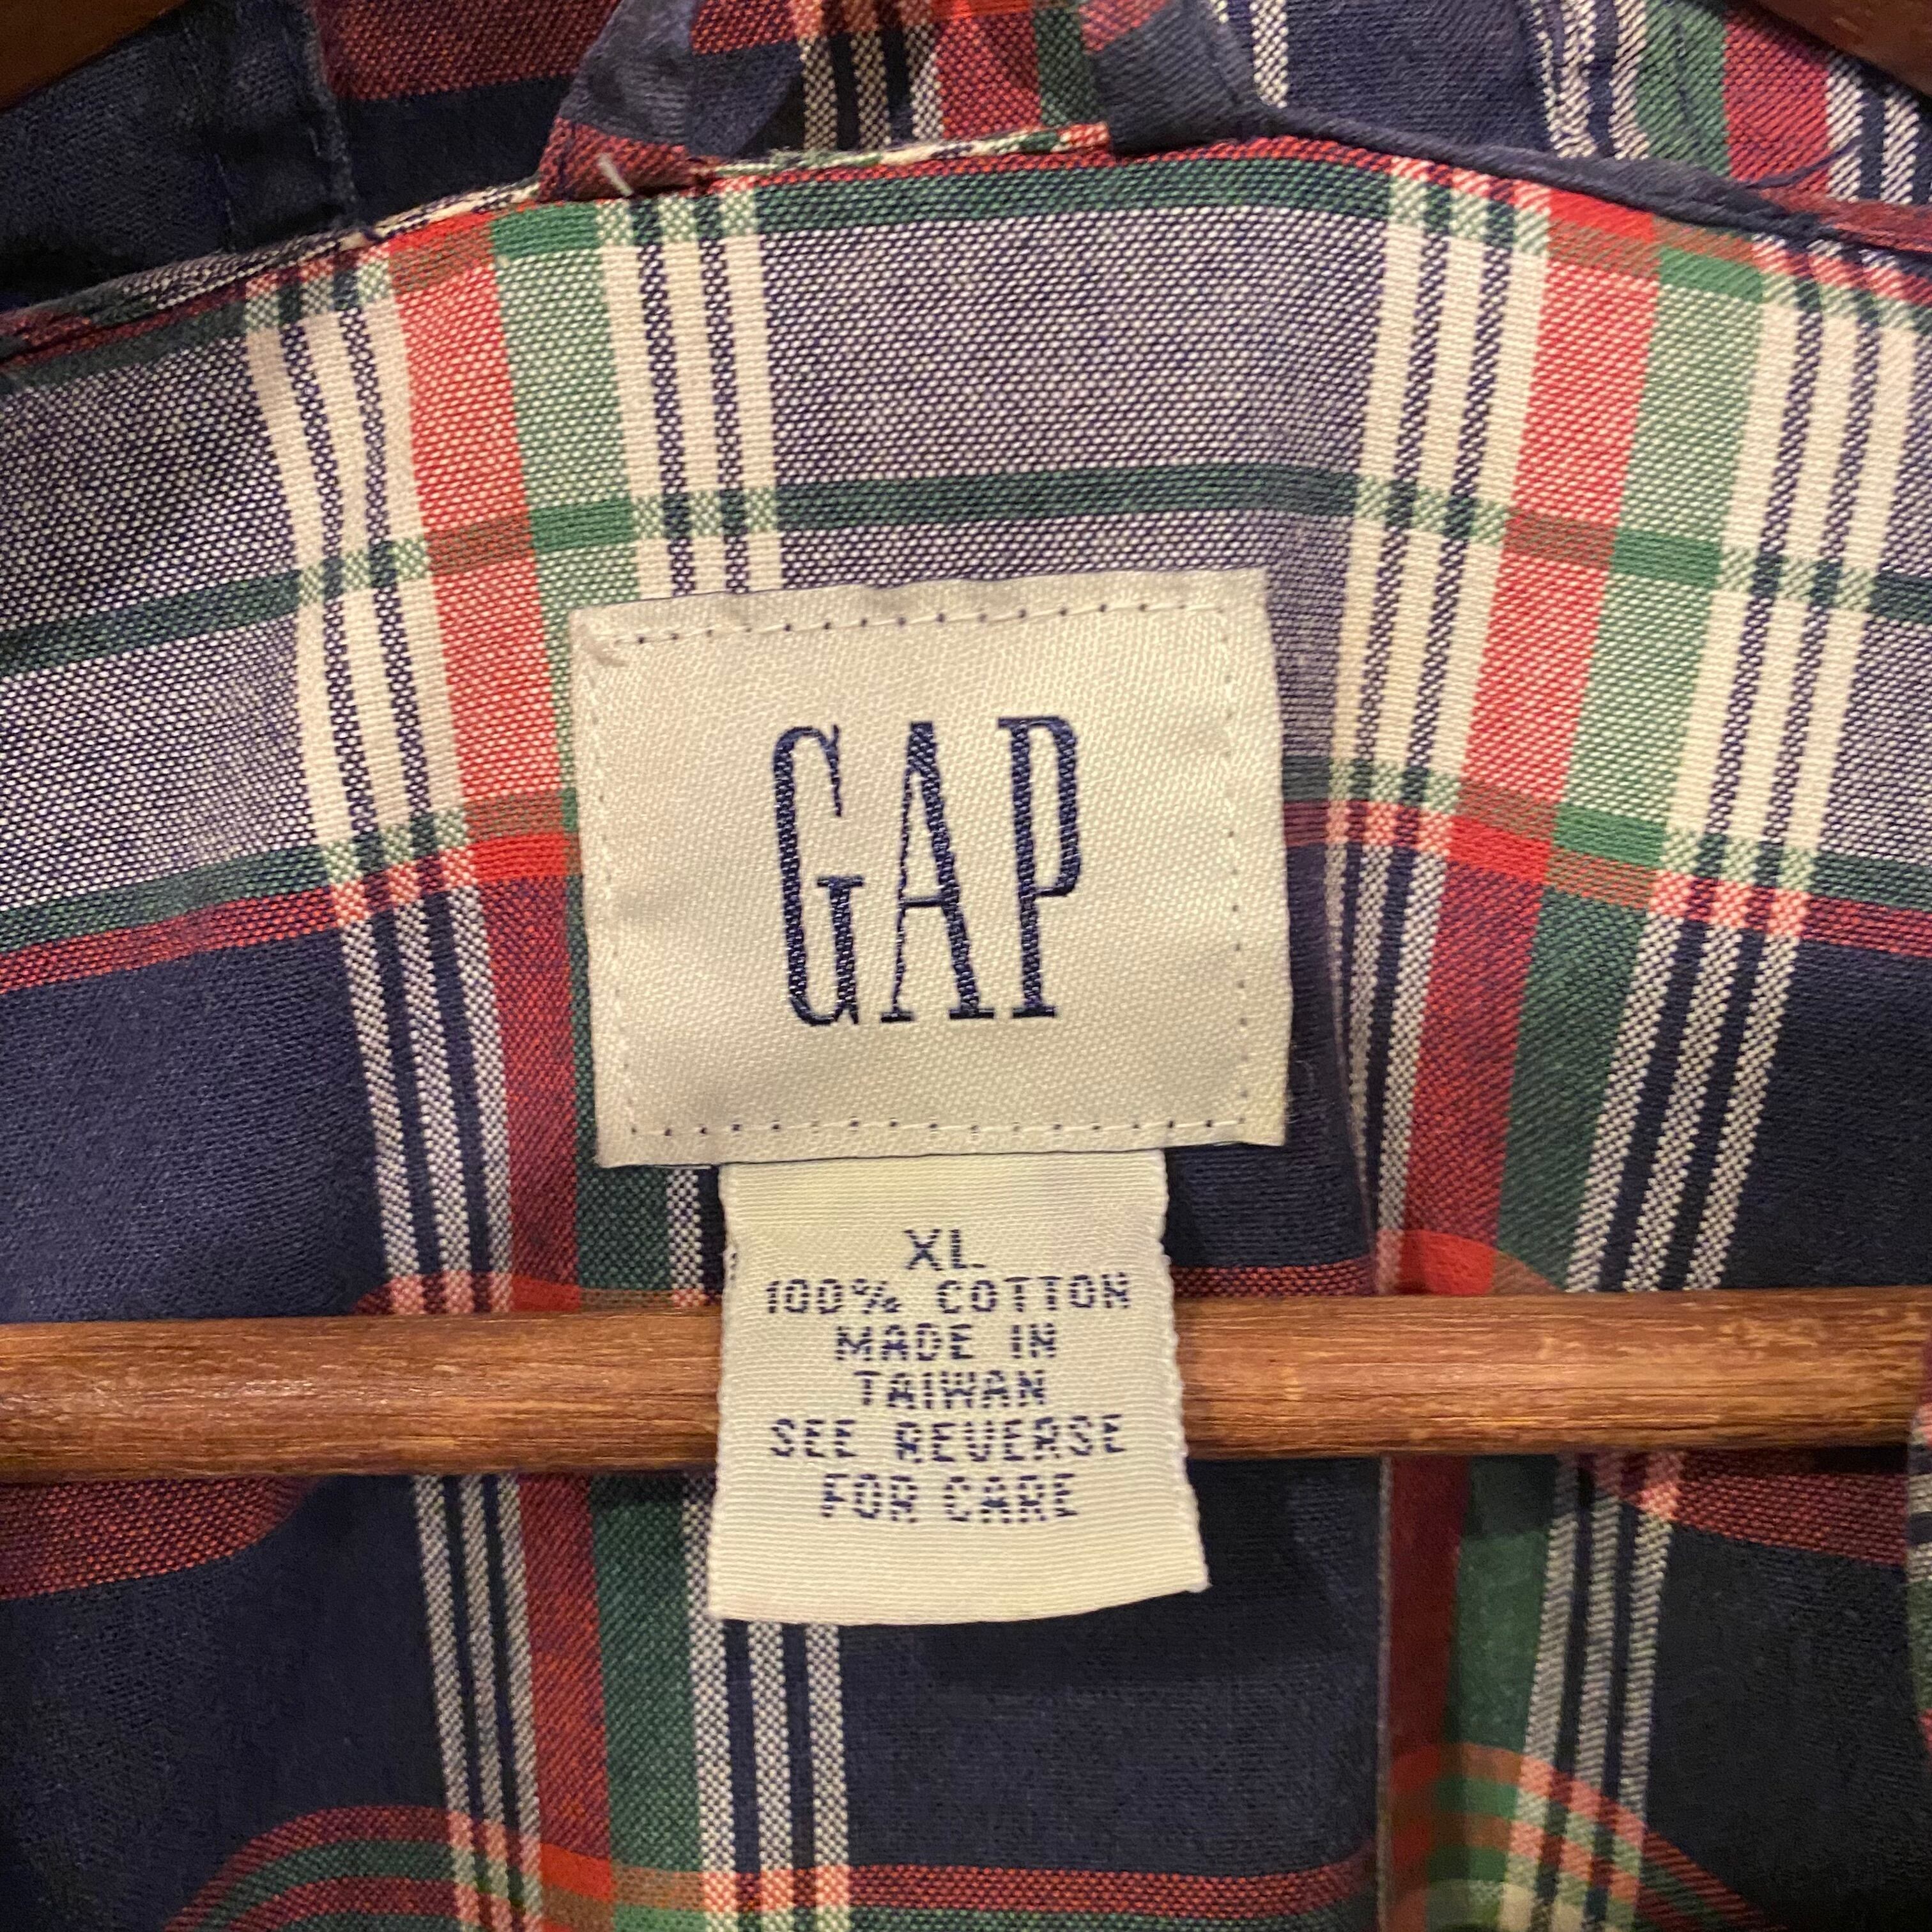 GAP
XL
100% COTTON
MADE IN
TAIWAN
SEE REVERSE
FOR CARE